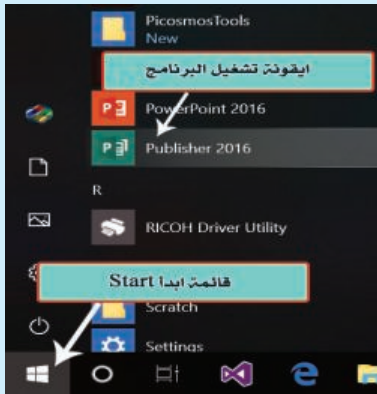 PicosmosTools
New
ايقونة تشغيل البرنامج
PowerPoint 2016
Publisher 2016
R
RICOH Driver Utility
قائمة ابدا Start
Scratch
Settings